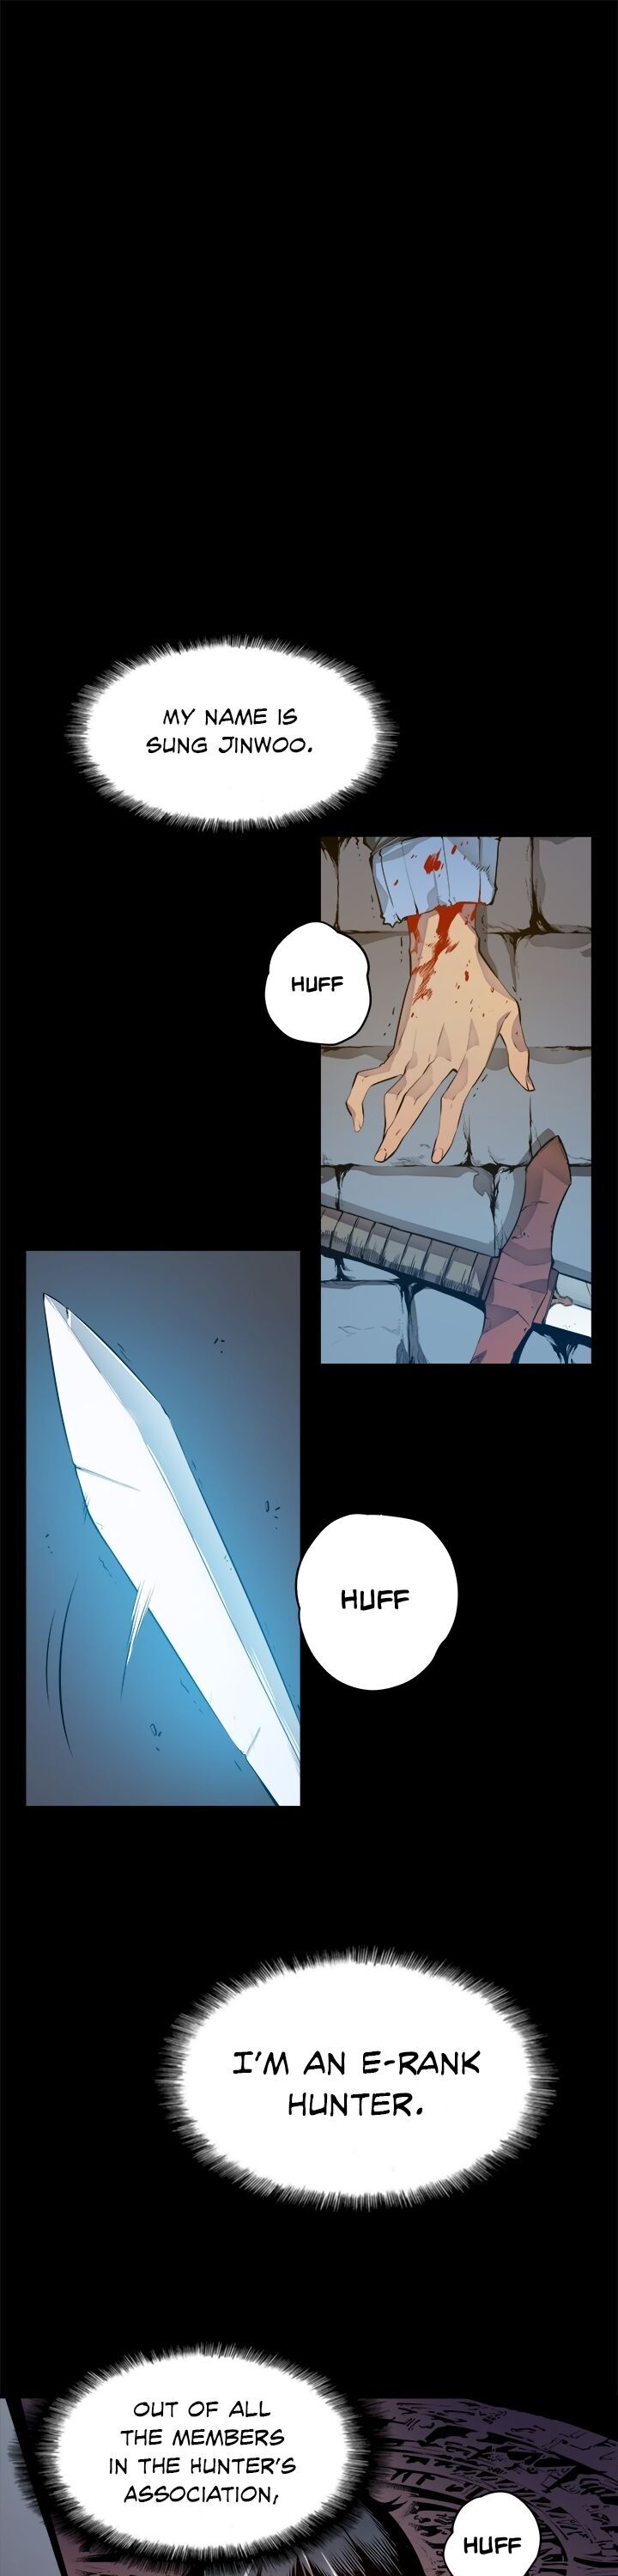 MY NAME IS
SUNG JINWOO.
HUFF
HUFF
I'M AN E-RANK
HUNTER.
OUT OF ALL
THE MEMBERS
IN THE HUNTER'S
ASSOCIATION,
HUFF